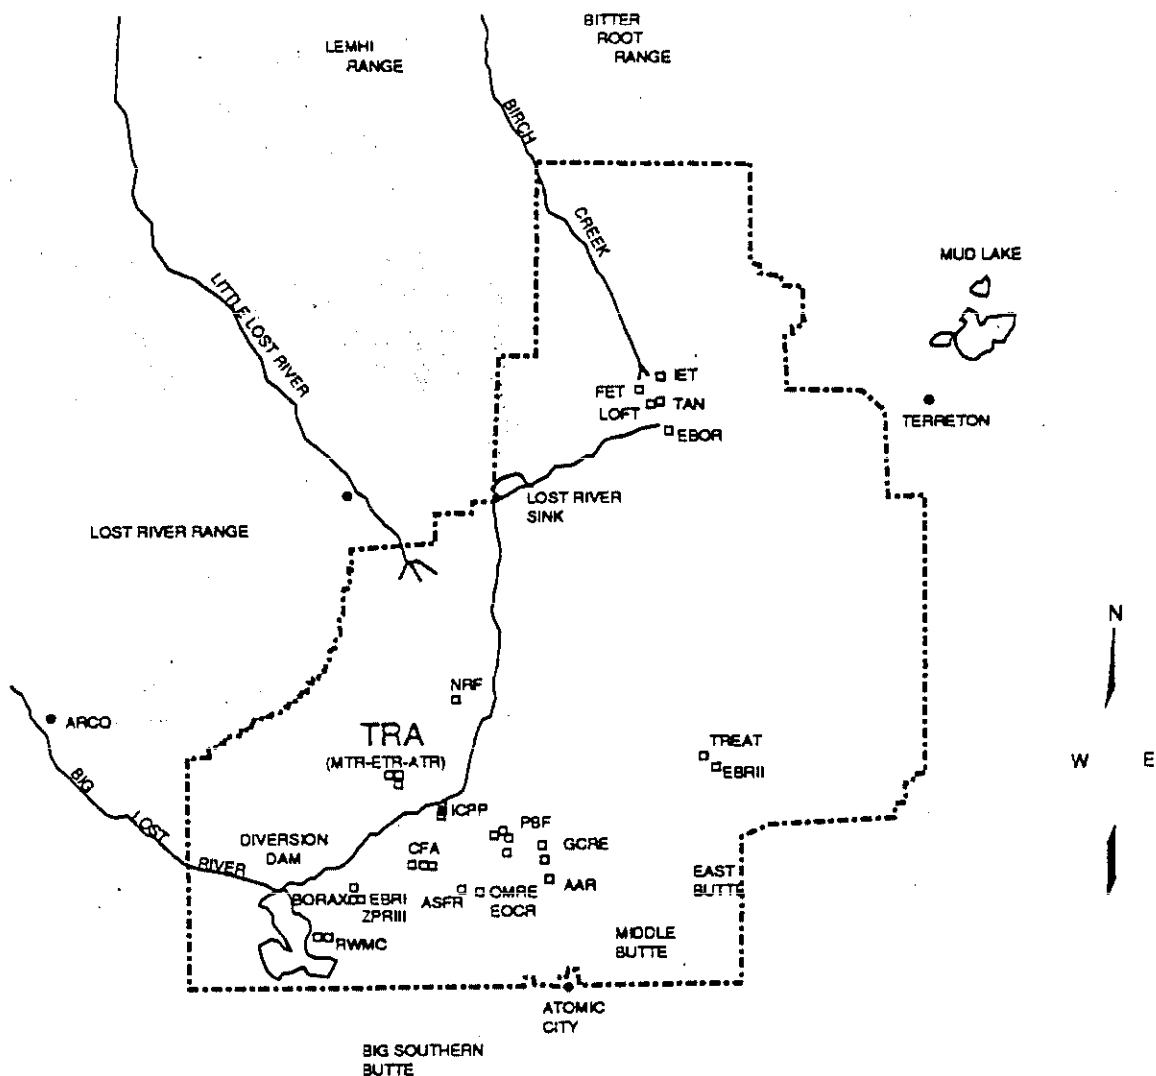 BITTER
ROOT
RANGE
LEMHI
RANGE
BIRCH
CREEK
MUD LAKE
LITTLE LOST RIVER
IET
FET
TAN
LOFT
TERRETON
EBOR
LOST RIVER
SINK
LOST RIVER RANGE
N
NRF
ARCO
TRA
(MTR-ETR-ATR)
TREAT
EBRII
W
E
BIG
LOST
RIVER
ICPP
PBF
DIVERSION
DAM
CFA
GCRE
EAST
BUTTE
AAR
BORAX
EBRI
ZPRIII
ASFR
OMRE
EOCR
RWMC
MIDDLE
BUTTE
ATOMIC
CITY
BIG SOUTHERN
BUTTE